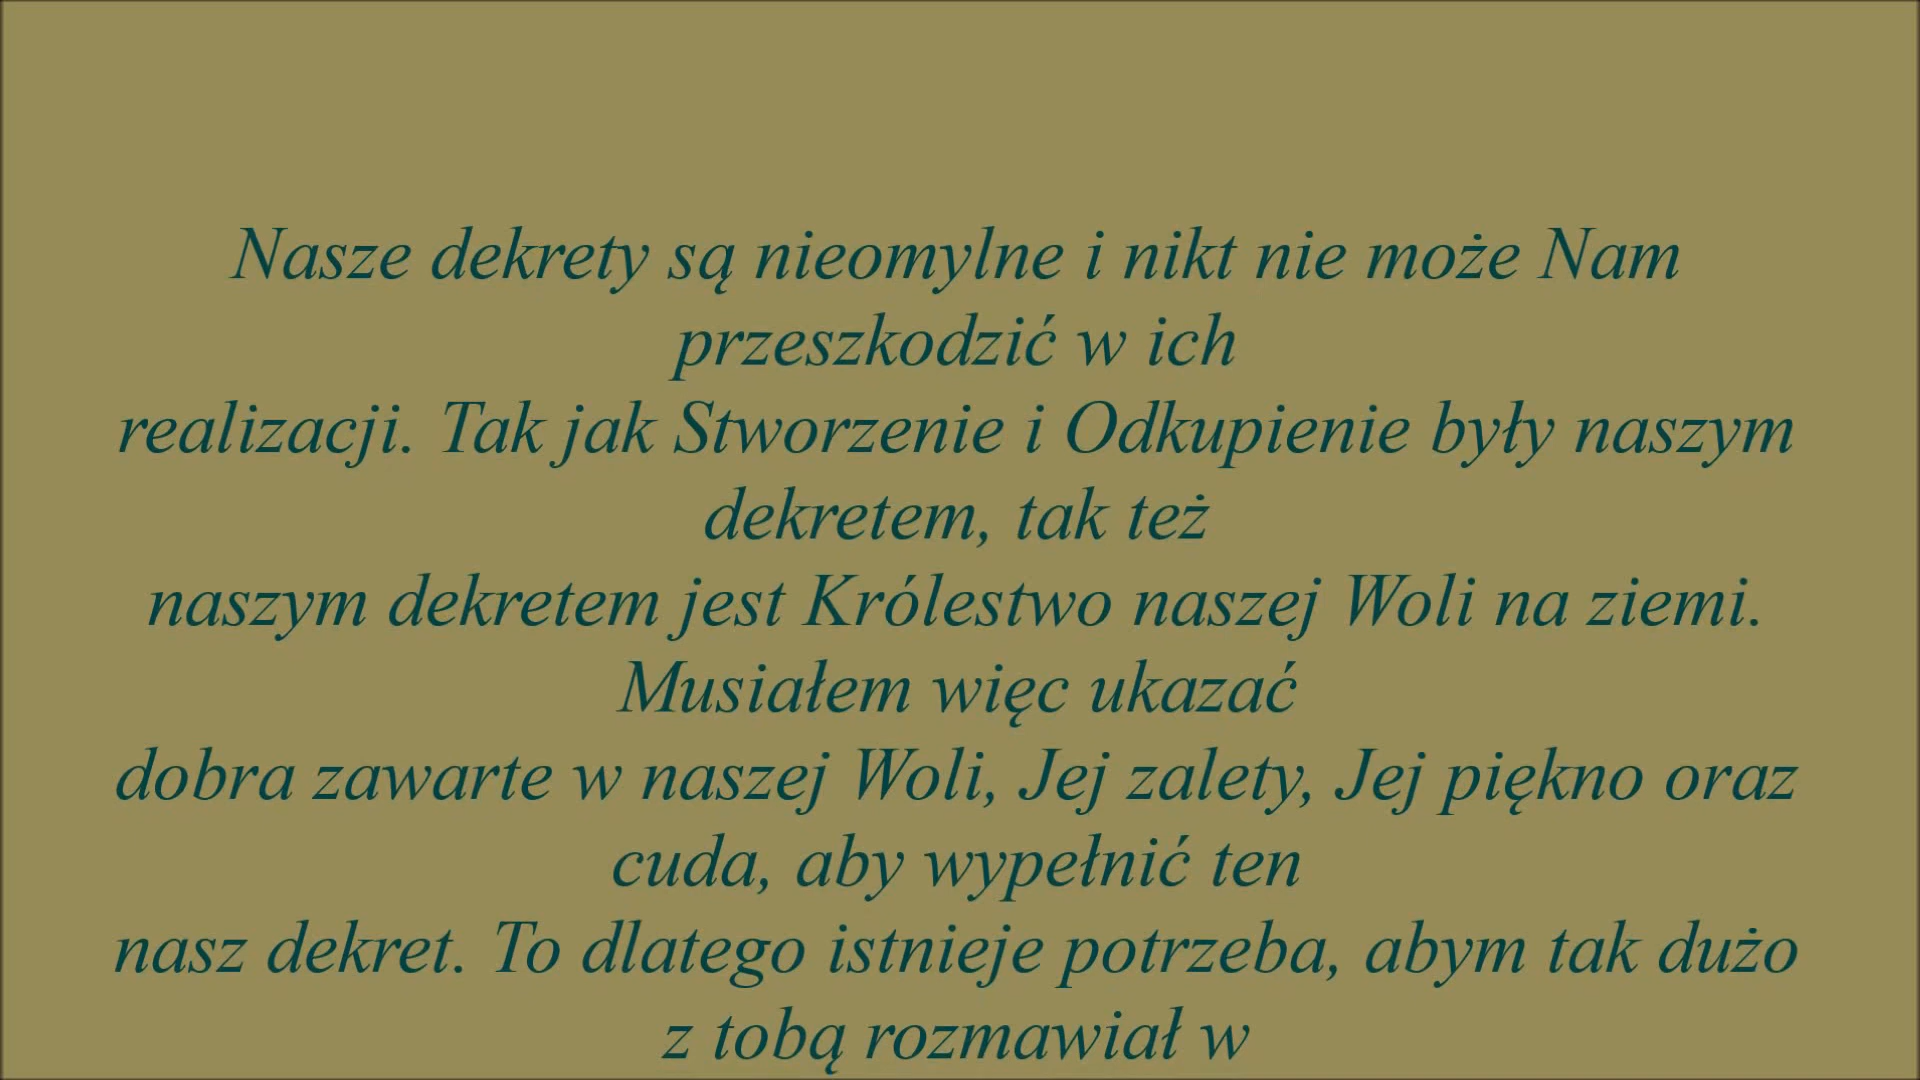 Nasze dekrety są nieomylne i nikt nie może Nam
przeszkodzić w ich
realizacji. Tak jak Stworzenie i Odkupienie były naszym
dekretem, tak też
naszym dekretem jest Królestwo naszej Woli na ziemi.
Musiałem więc ukazać
dobra zawarte w naszej Woli, Jej zalety, Jej piękno oraz
cuda, aby wypełnić ten
nasz dekret. To dlatego istnieje potrzeba, abym tak dużo
z tobą rozmawiał w